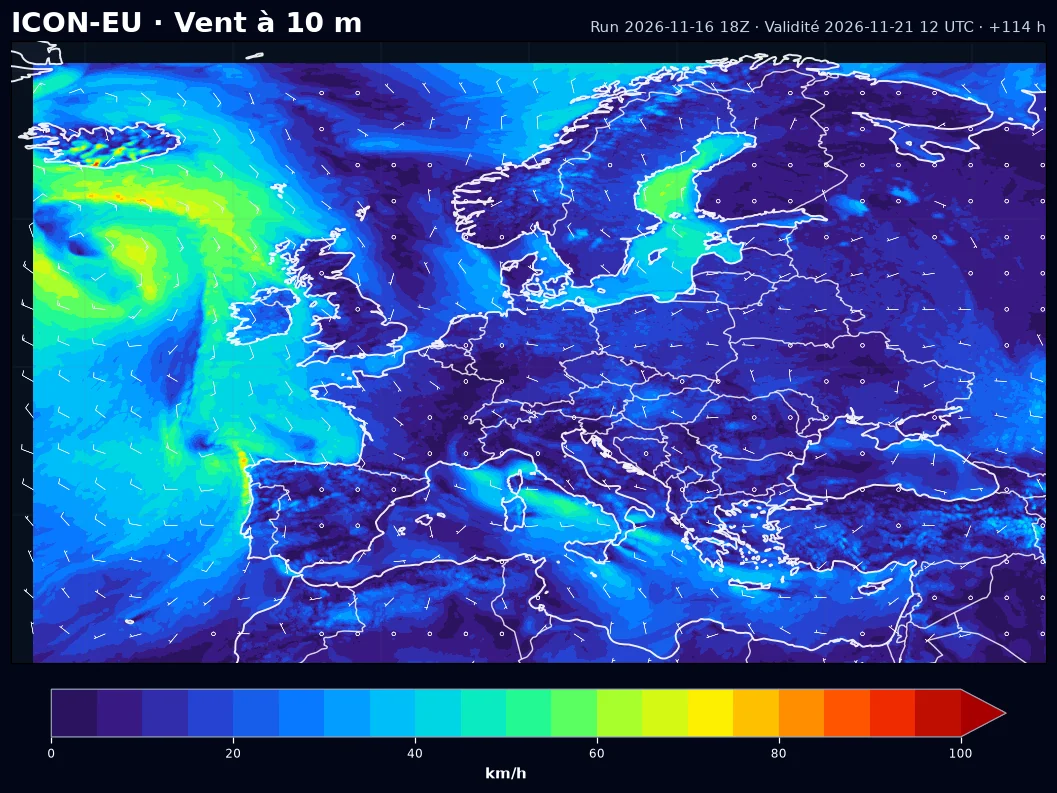 ICON-EU · Vent à 10 m
Run 2026-11-16 18Z · Validité 2026-11-21 12 UTC · +114 h
0 20 40 60 80 100
km/h